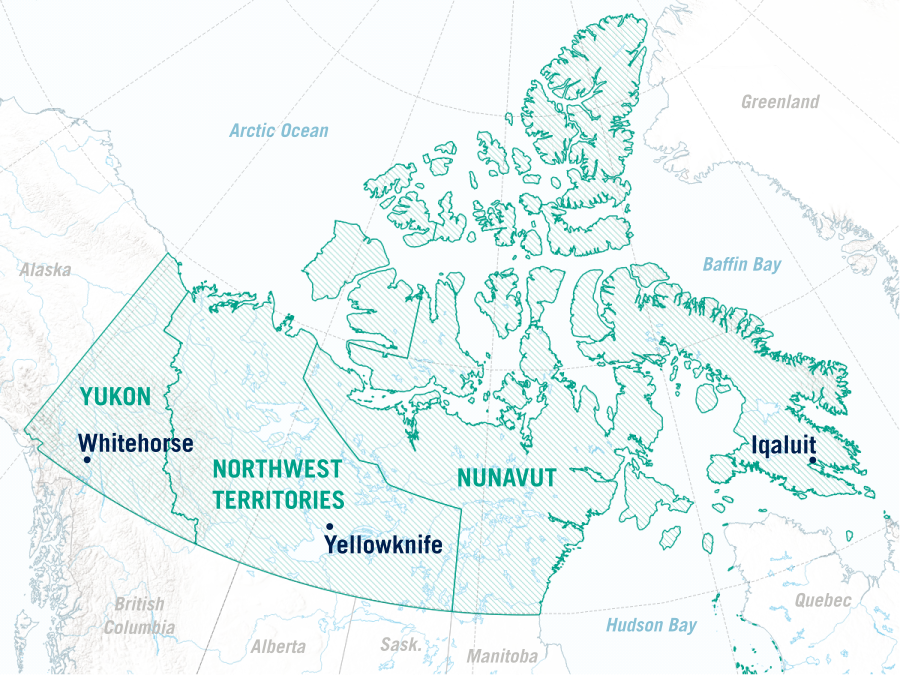 Greenland
Arctic Ocean
Baffin Bay
Alaska
YUKON
Whitehorse
Iqaluit
NORTHWEST
TERRITORIES
NUNAVUT
Yellowknife
British
Columbia
Quebec
Hudson Bay
Alberta
Sask.
Manitoba